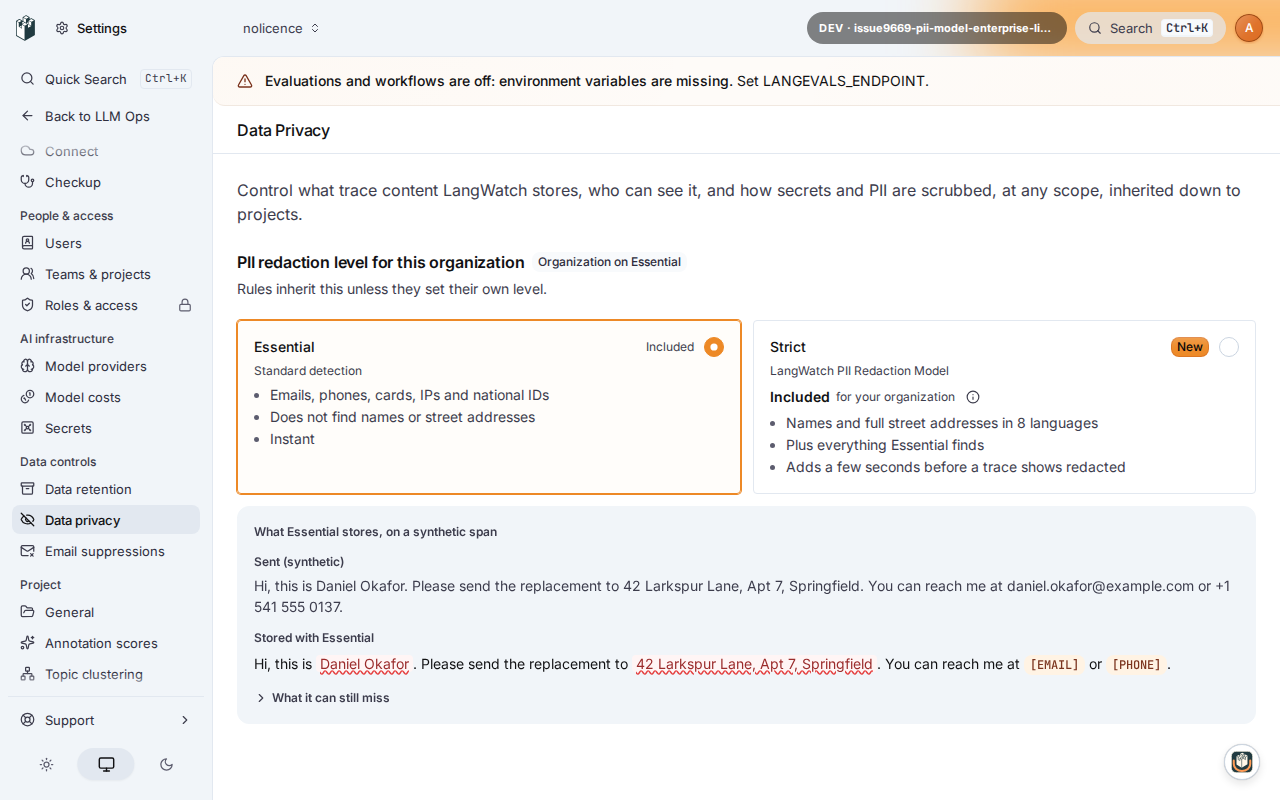 Settings
nolicence
DEV · issue9669-pii-model-enterprise-li...
Search Ctrl+K
A
Quick Search Ctrl+K
Back to LLM Ops
Connect
Checkup
People & access
Users
Teams & projects
Roles & access
AI infrastructure
Model providers
Model costs
Secrets
Data controls
Data retention
Data privacy
Email suppressions
Project
General
Annotation scores
Topic clustering
Support
Evaluations and workflows are off: environment variables are missing. Set LANGEVALS_ENDPOINT.
Data Privacy
Control what trace content LangWatch stores, who can see it, and how secrets and PII are scrubbed, at any scope, inherited down to
projects.
PII redaction level for this organization Organization on Essential
Rules inherit this unless they set their own level.
Essential Included
Standard detection
• Emails, phones, cards, IPs and national IDs
• Does not find names or street addresses
• Instant
Strict New
LangWatch PII Redaction Model
Included for your organization
• Names and full street addresses in 8 languages
• Plus everything Essential finds
• Adds a few seconds before a trace shows redacted
What Essential stores, on a synthetic span
Sent (synthetic)
Hi, this is Daniel Okafor. Please send the replacement to 42 Larkspur Lane, Apt 7, Springfield. You can reach me at daniel.okafor@example.com or +1
541 555 0137.
Stored with Essential
Hi, this is Daniel Okafor . Please send the replacement to 42 Larkspur Lane, Apt 7, Springfield . You can reach me at [EMAIL] or [PHONE] .
What it can still miss